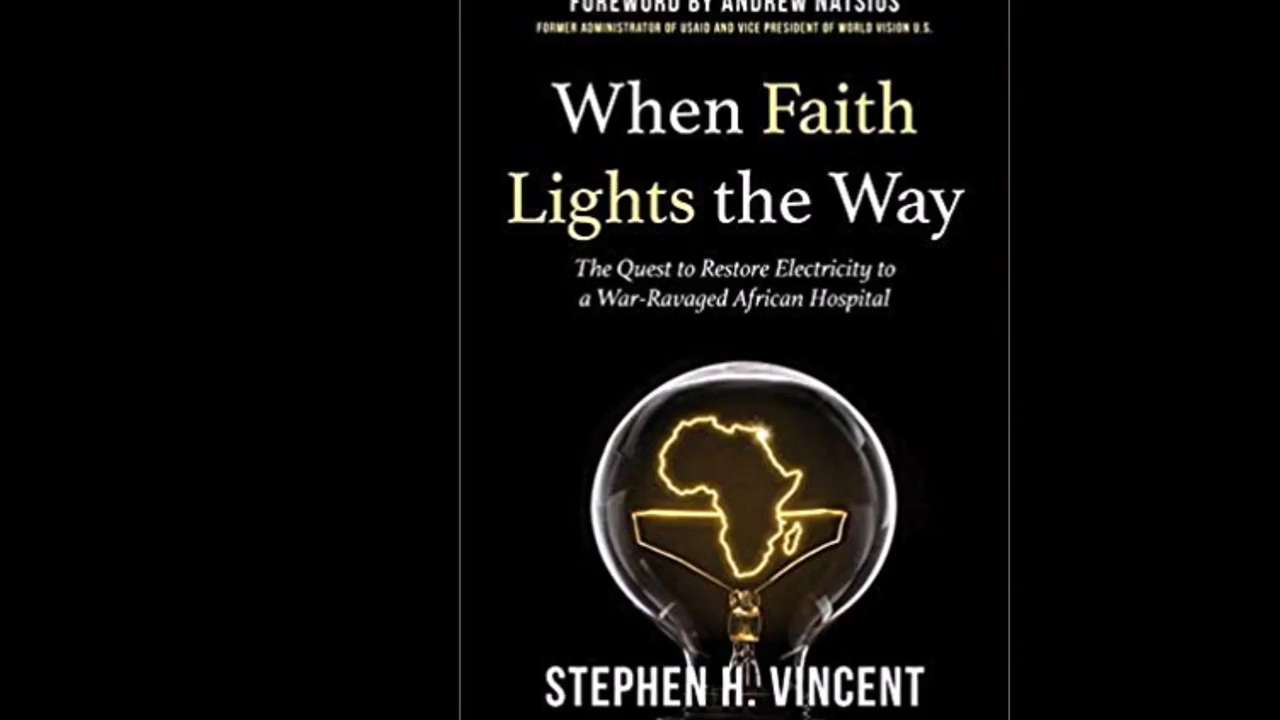 FOREWORD BY ANDREW NATSIOS
FORMER ADMINISTRATOR OF USAID AND VICE PRESIDENT OF WORLD VISION U.S.
When Faith
Lights the Way
The Quest to Restore Electricity to
a War-Ravaged African Hospital
STEPHEN H. VINCENT